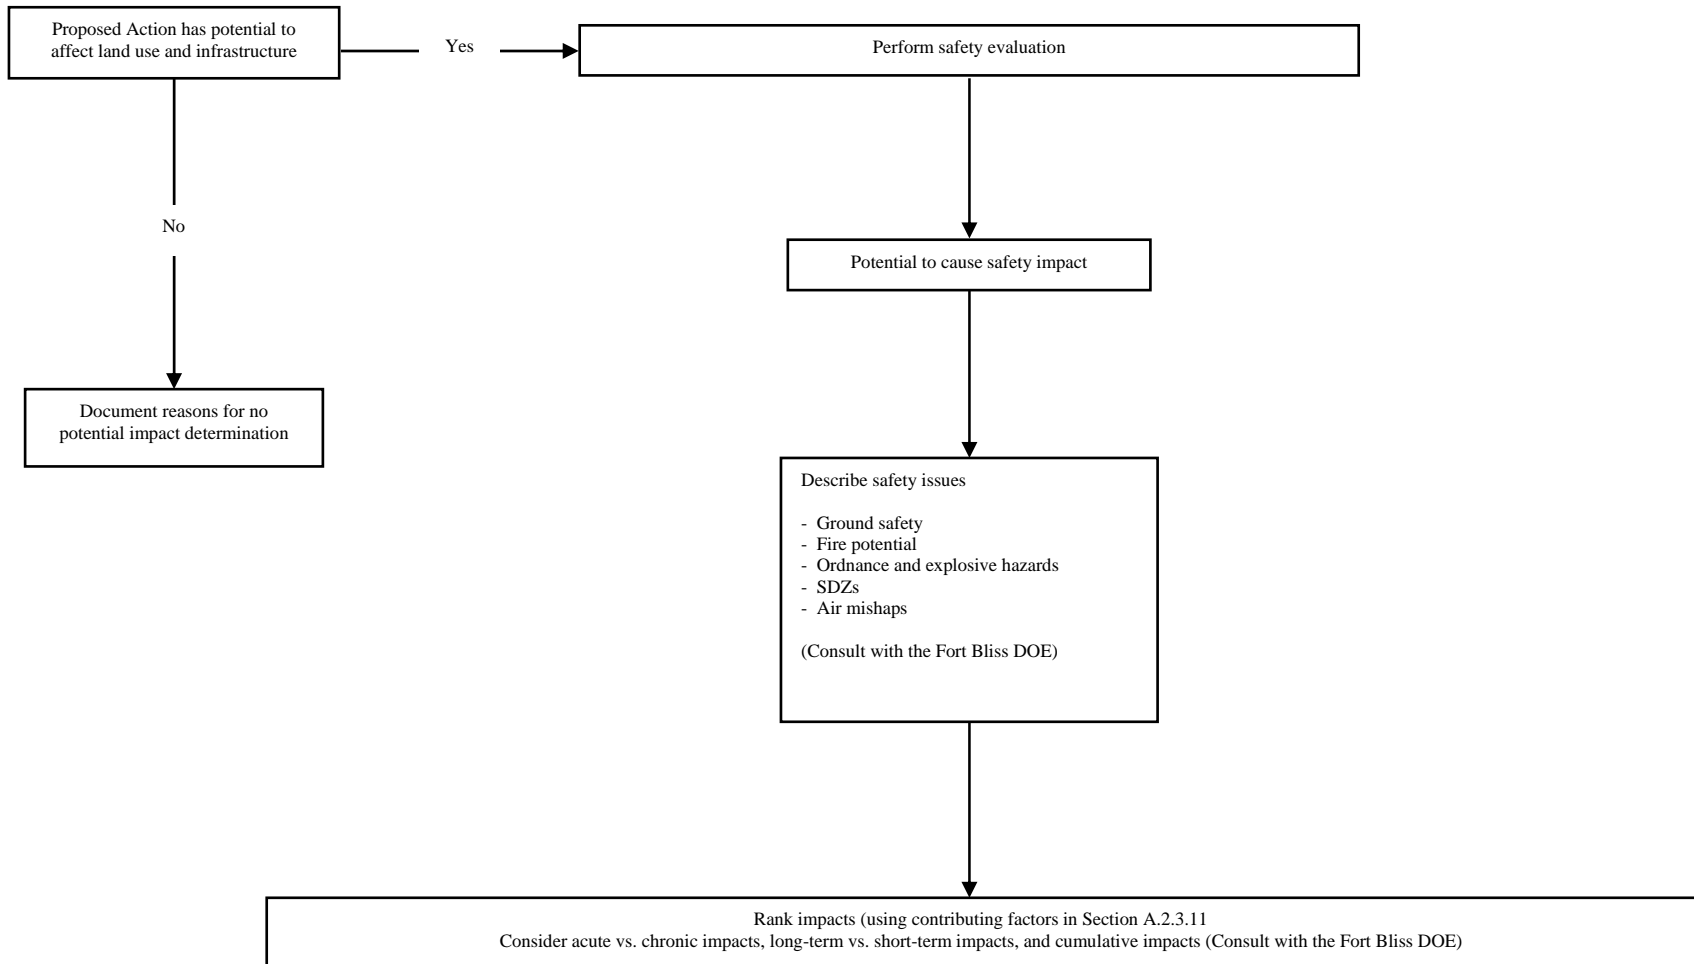 Proposed Action has potential to
affect land use and infrastructure
Yes
Perform safety evaluation
No
Potential to cause safety impact
Document reasons for no
potential impact determination
Describe safety issues
- Ground safety
- Fire potential
- Ordnance and explosive hazards
- SDZs
- Air mishaps
(Consult with the Fort Bliss DOE)
Rank impacts (using contributing factors in Section A.2.3.11
Consider acute vs. chronic impacts, long-term vs. short-term impacts, and cumulative impacts (Consult with the Fort Bliss DOE)